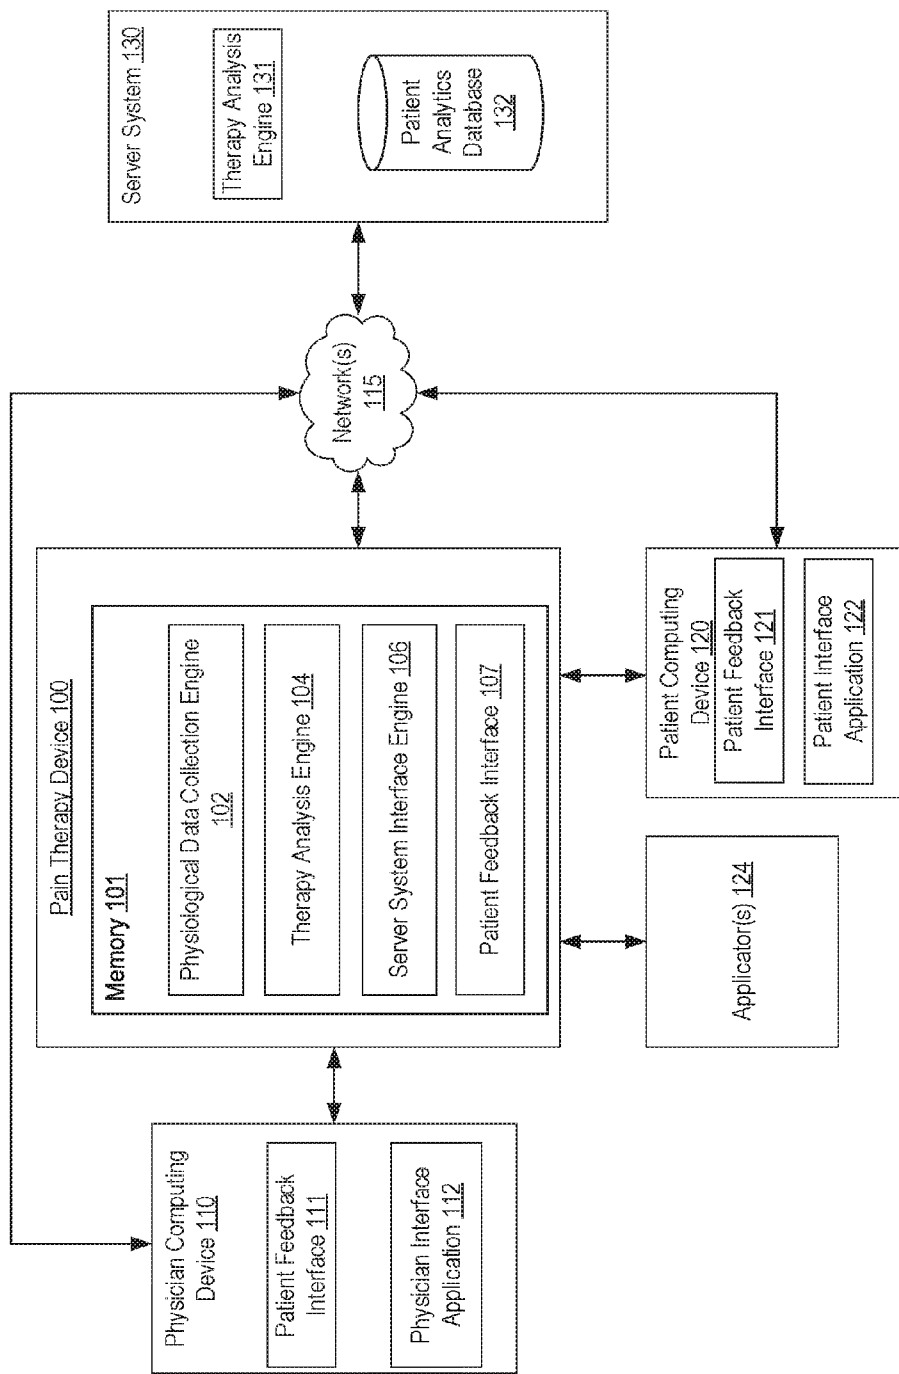 Physician Computing
Device 110
Patient Feedback
Interface 111
Physician Interface
Application 112
Pain Therapy Device 100
Memory 101
Physiological Data Collection Engine
102
Therapy Analysis Engine 104
Server System Interface Engine 106
Patient Feedback Interface 107
Applicator(s) 124
Patient Computing
Device 120
Patient Feedback
Interface 121
Patient Interface
Application 122
Network(s)
115
Server System 130
Therapy Analysis
Engine 131
Patient
Analytics
Database
132